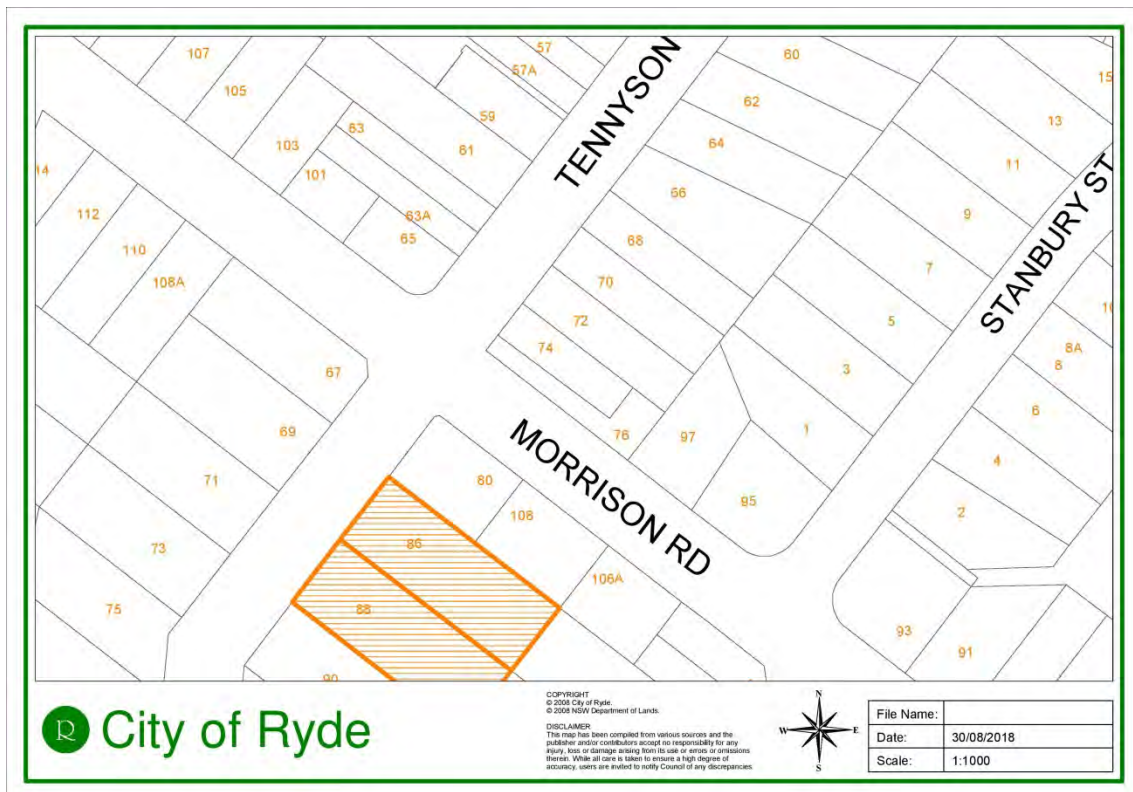 107
57
57A
60
15
105
62
59
13
63
64
103
61
11
14
101
66
112
63A
9
65
68
110
7
108A
70
10
72
5
74
8A
8
67
3
6
69
76
97
1
4
71
80
95
108
2
86
73
106A
88
75
93
91
90
TENNYSON
MORRISON RD
STANBURY ST
R City of Ryde
COPYRIGHT
© 2008 City of Ryde.
© 2008 NSW Department of Lands.
DISCLAIMER
This map has been compiled from various sources and the
publisher and/or contributors accept no responsibility for any
injury, loss or damage arising from its use or errors or omissions
therein. While all care is taken to ensure a high degree of
accuracy, users are invited to notify Council of any discrepancies.
N
W E
S
File Name:
Date: 30/08/2018
Scale: 1:1000